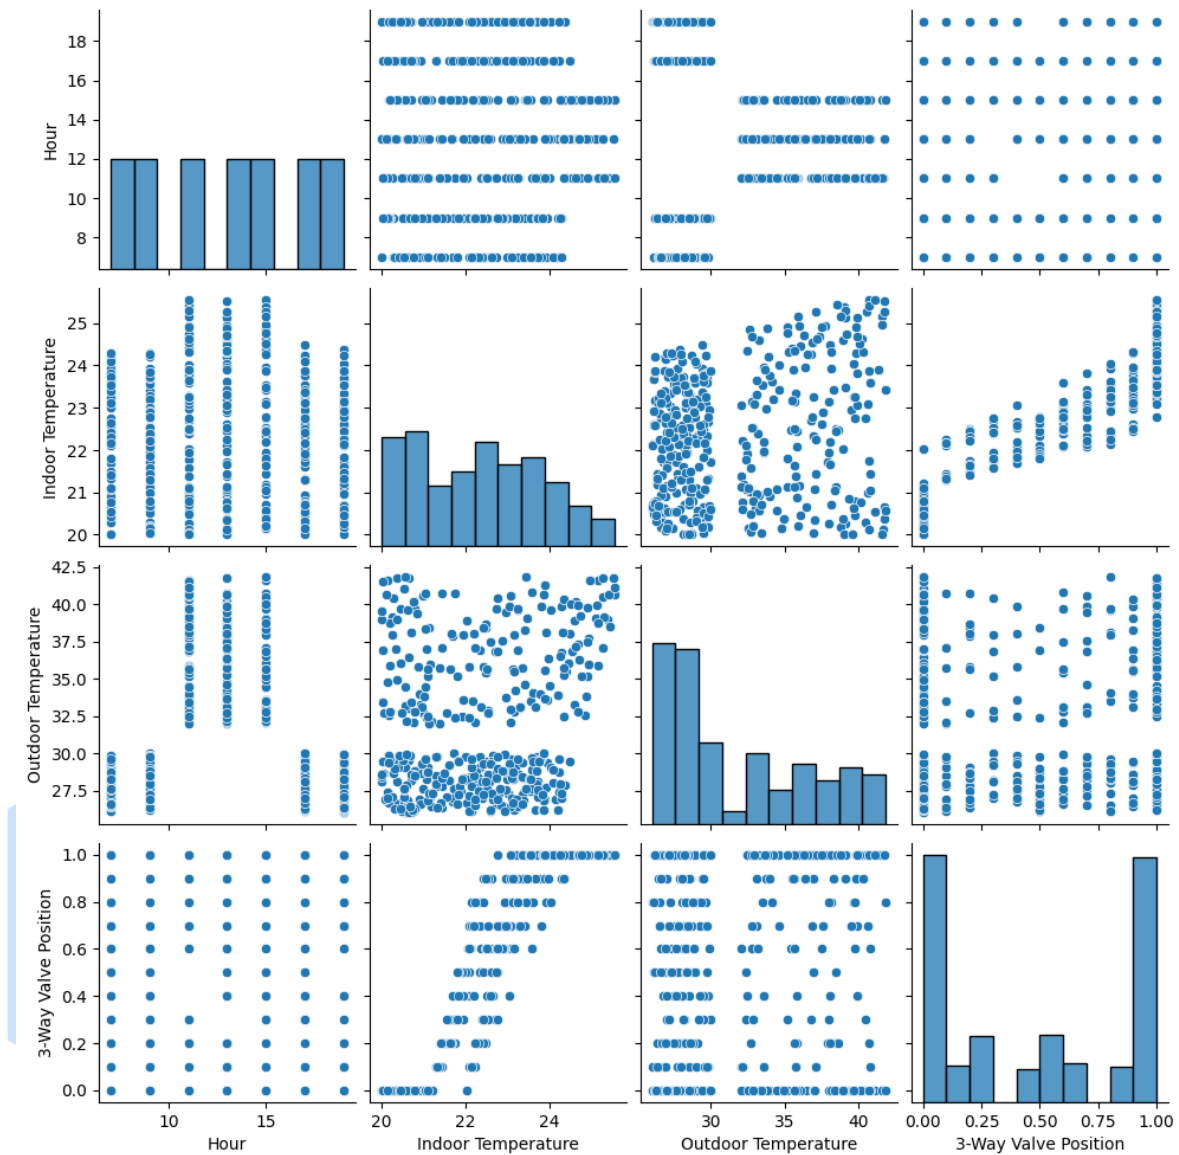 18
16
14
12
10
8
Hour
25
24
23
22
21
20
Indoor Temperature
42.5
40.0
37.5
35.0
32.5
30.0
27.5
Outdoor Temperature
1.0
0.8
0.6
0.4
0.2
0.0
3-Way Valve Position
10 15
Hour
20 22 24
Indoor Temperature
30 35 40
Outdoor Temperature
0.00 0.25 0.50 0.75 1.00
3-Way Valve Position